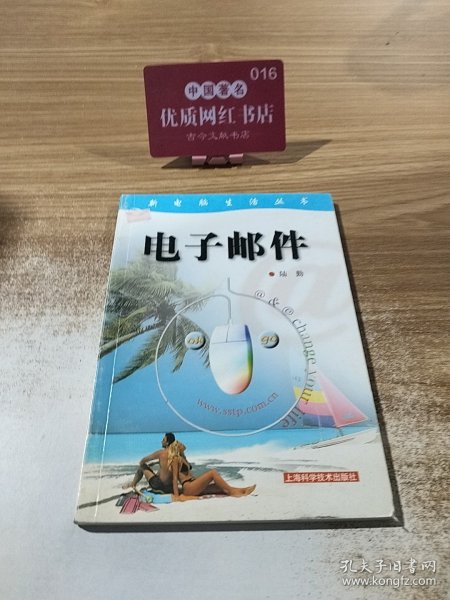 016
中国著名
优质网红书店
古今文献书店
新电脑生活丛书
电子邮件
陆勤
@ & @ change your life
go
www.sstp.com.cn
上海科学技术出版社
孔夫子旧书网
www.kongfz.com